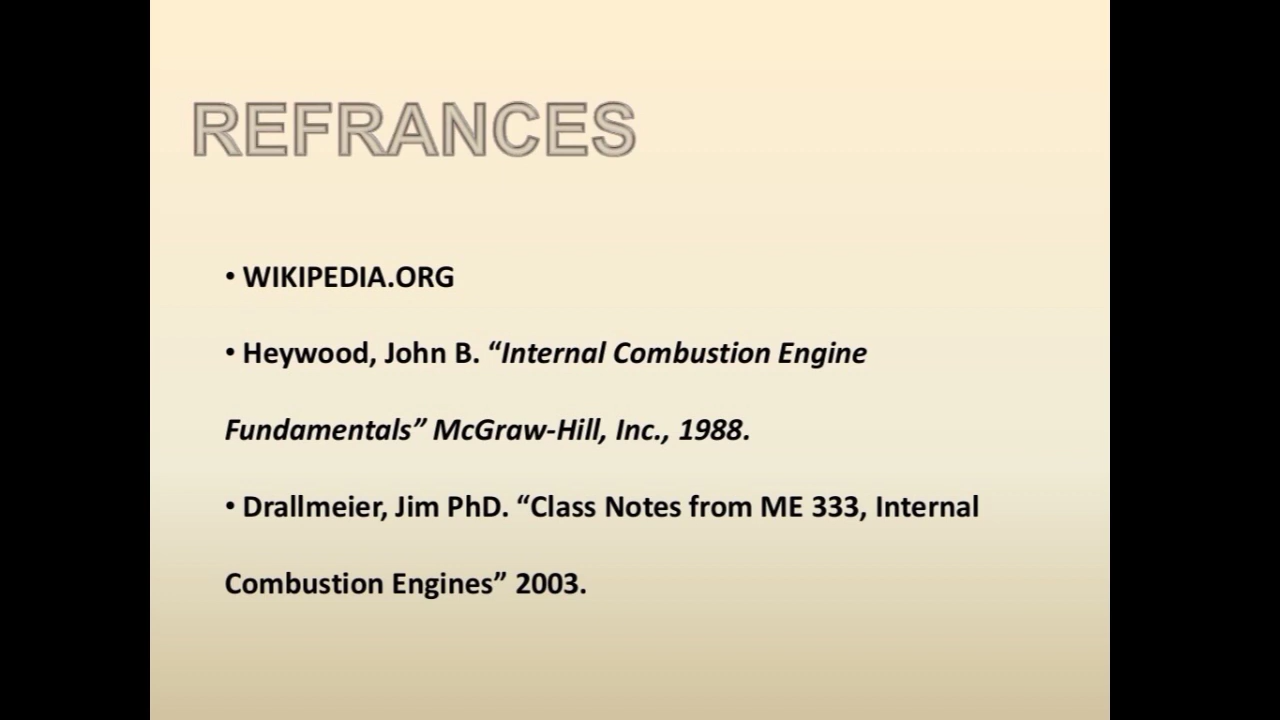 REFRANCES
• WIKIPEDIA.ORG
• Heywood, John B. “Internal Combustion Engine
Fundamentals” McGraw-Hill, Inc., 1988.
• Drallmeier, Jim PhD. “Class Notes from ME 333, Internal
Combustion Engines” 2003.